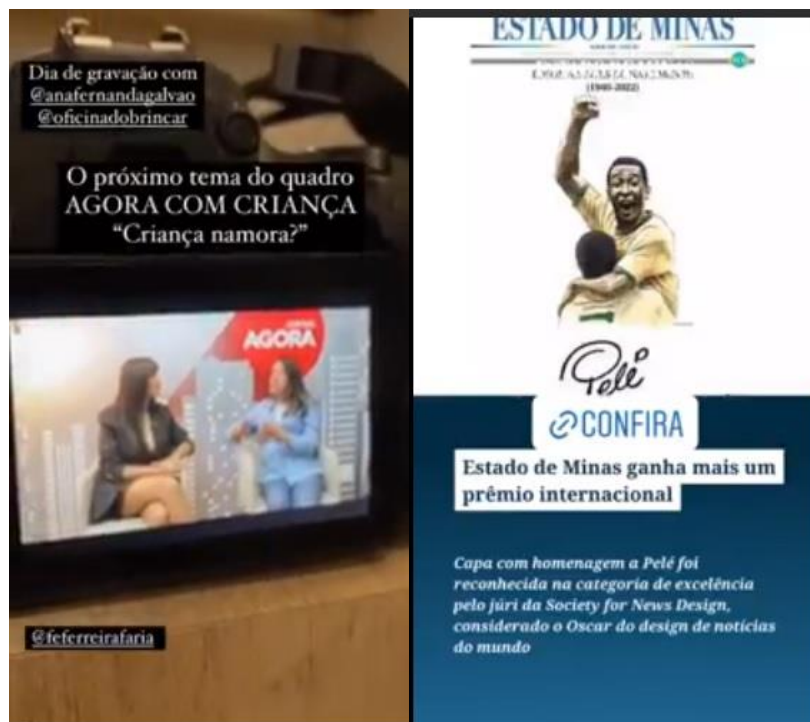 Dia de gravação com
@anafernandagalvao
@oficinadobrincar
O próximo tema do quadro
AGORA COM CRIANÇA
“Criança namora?”
AGORA
@feferreirafaria
ESTADO DE MINAS
(1940-2022)
Pelé
CONFIRA
Estado de Minas ganha mais um
prêmio internacional
Capa com homenagem a Pelé foi
reconhecida na categoria de excelência
pelo júri da Society for News Design,
considerado o Oscar do design de notícias
do mundo